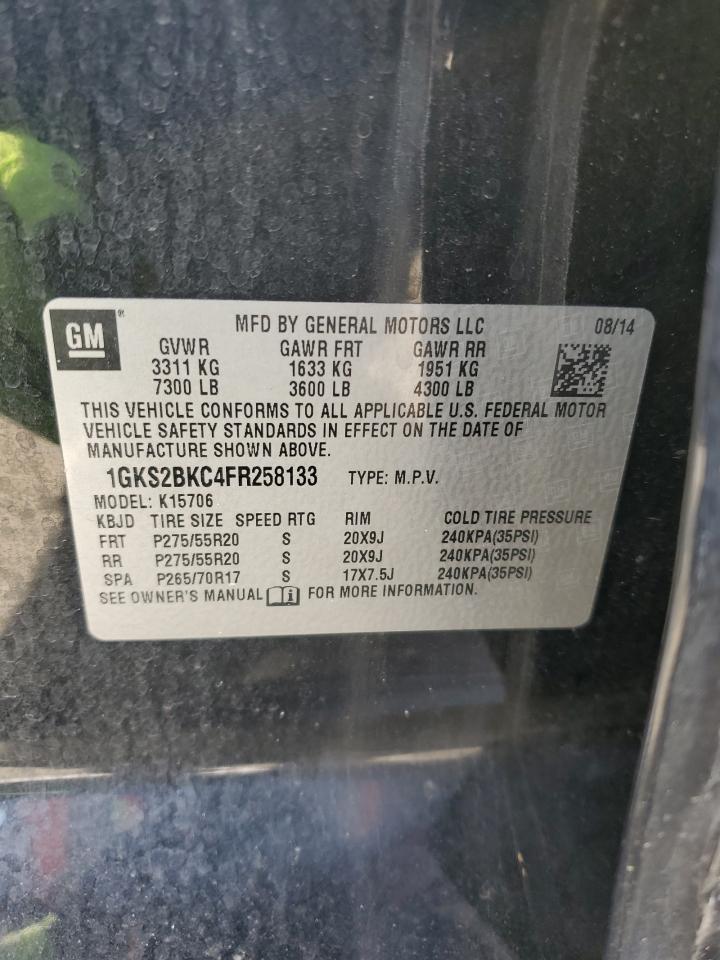 GM ®
MFD BY GENERAL MOTORS LLC 08/14
GVWR GAWR FRT GAWR RR
3311 KG 1633 KG 1951 KG
7300 LB 3600 LB 4300 LB
THIS VEHICLE CONFORMS TO ALL APPLICABLE U.S. FEDERAL MOTOR
VEHICLE SAFETY STANDARDS IN EFFECT ON THE DATE OF
MANUFACTURE SHOWN ABOVE.
1GKS2BKC4FR258133 TYPE: M.P.V.
MODEL: K15706
KBJD TIRE SIZE SPEED RTG RIM COLD TIRE PRESSURE
FRT P275/55R20 S 20X9J 240KPA(35PSI)
RR P275/55R20 S 20X9J 240KPA(35PSI)
SPA P265/70R17 S 17X7.5J 240KPA(35PSI)
SEE OWNER'S MANUAL i FOR MORE INFORMATION.